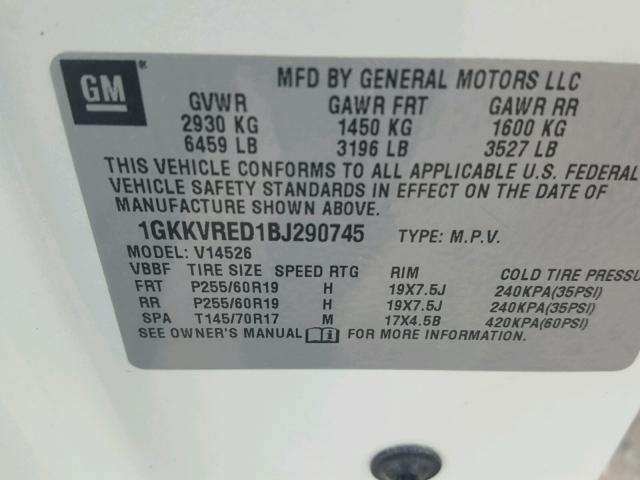 GM®
MFD BY GENERAL MOTORS LLC
GVWR GAWR FRT GAWR RR
2930 KG 1450 KG 1600 KG
6459 LB 3196 LB 3527 LB
THIS VEHICLE CONFORMS TO ALL APPLICABLE U.S. FEDERAL
VEHICLE SAFETY STANDARDS IN EFFECT ON THE DATE OF
MANUFACTURE SHOWN ABOVE.
1GKKVRED1BJ290745 TYPE: M.P.V.
MODEL: V14526
VBBF TIRE SIZE SPEED RTG RIM COLD TIRE PRESSU
FRT P255/60R19 H 19X7.5J 240KPA(35PSI)
RR P255/60R19 H 19X7.5J 240KPA(35PSI)
SPA T145/70R17 M 17X4.5B 420KPA(60PSI)
SEE OWNER'S MANUAL FOR MORE INFORMATION.